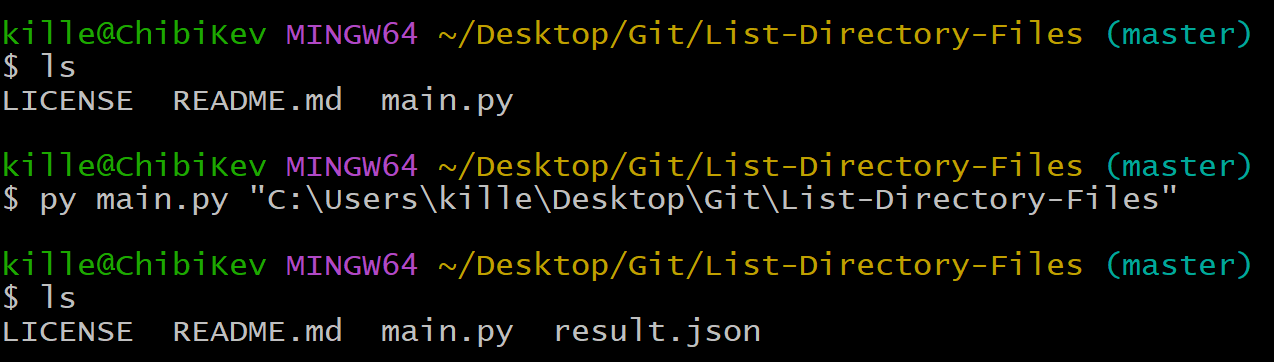 kille@ChibiKev MINGW64 ~/Desktop/Git/List-Directory-Files (master)
$ ls
LICENSE  README.md  main.py
kille@ChibiKev MINGW64 ~/Desktop/Git/List-Directory-Files (master)
$ py main.py "C:\Users\kille\Desktop\Git\List-Directory-Files"
kille@ChibiKev MINGW64 ~/Desktop/Git/List-Directory-Files (master)
$ ls
LICENSE  README.md  main.py  result.json